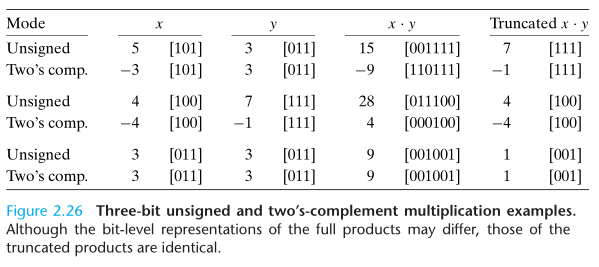 Mode x y x · y Truncated x · y
Unsigned 5 [101] 3 [011] 15 [001111] 7 [111]
Two's comp. −3 [101] 3 [011] −9 [110111] −1 [111]
Unsigned 4 [100] 7 [111] 28 [011100] 4 [100]
Two's comp. −4 [100] −1 [111] 4 [000100] −4 [100]
Unsigned 3 [011] 3 [011] 9 [001001] 1 [001]
Two's comp. 3 [011] 3 [011] 9 [001001] 1 [001]
Figure 2.26 Three-bit unsigned and two's-complement multiplication examples.
Although the bit-level representations of the full products may differ, those of the
truncated products are identical.